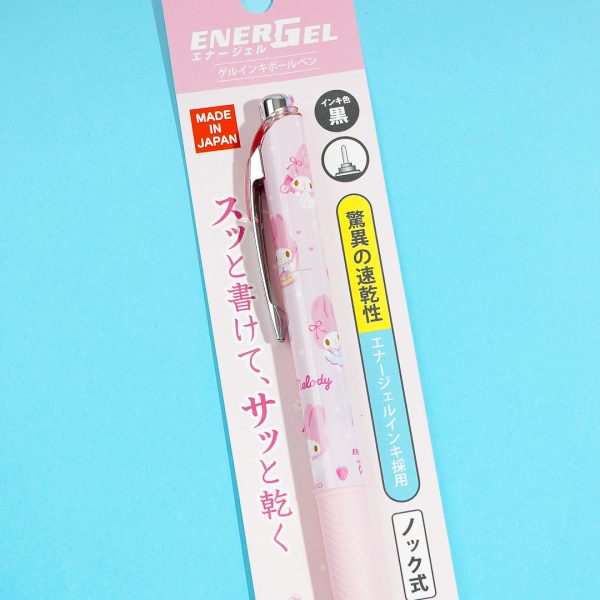 ENERGEL
エナージェル
ゲルインキボールペン
MADE
IN
JAPAN
インキ色
黒
スッと書けて、サッと乾く
驚異の速乾性
エナージェルインキ採用
Melody
ノック式